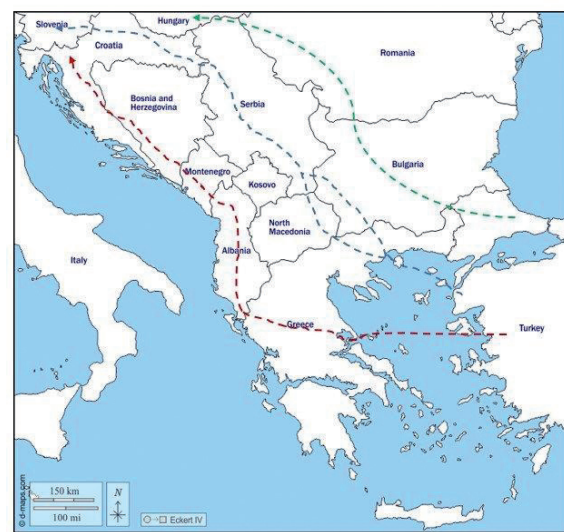 Slovenia
Hungary
Croatia
Romania
Bosnia and
Herzegovina
Serbia
Montenegro
Kosovo
Bulgaria
North
Macedonia
Albania
Italy
Greece
Turkey
150 km
100 mi
N
Eckert IV
© d-maps.com